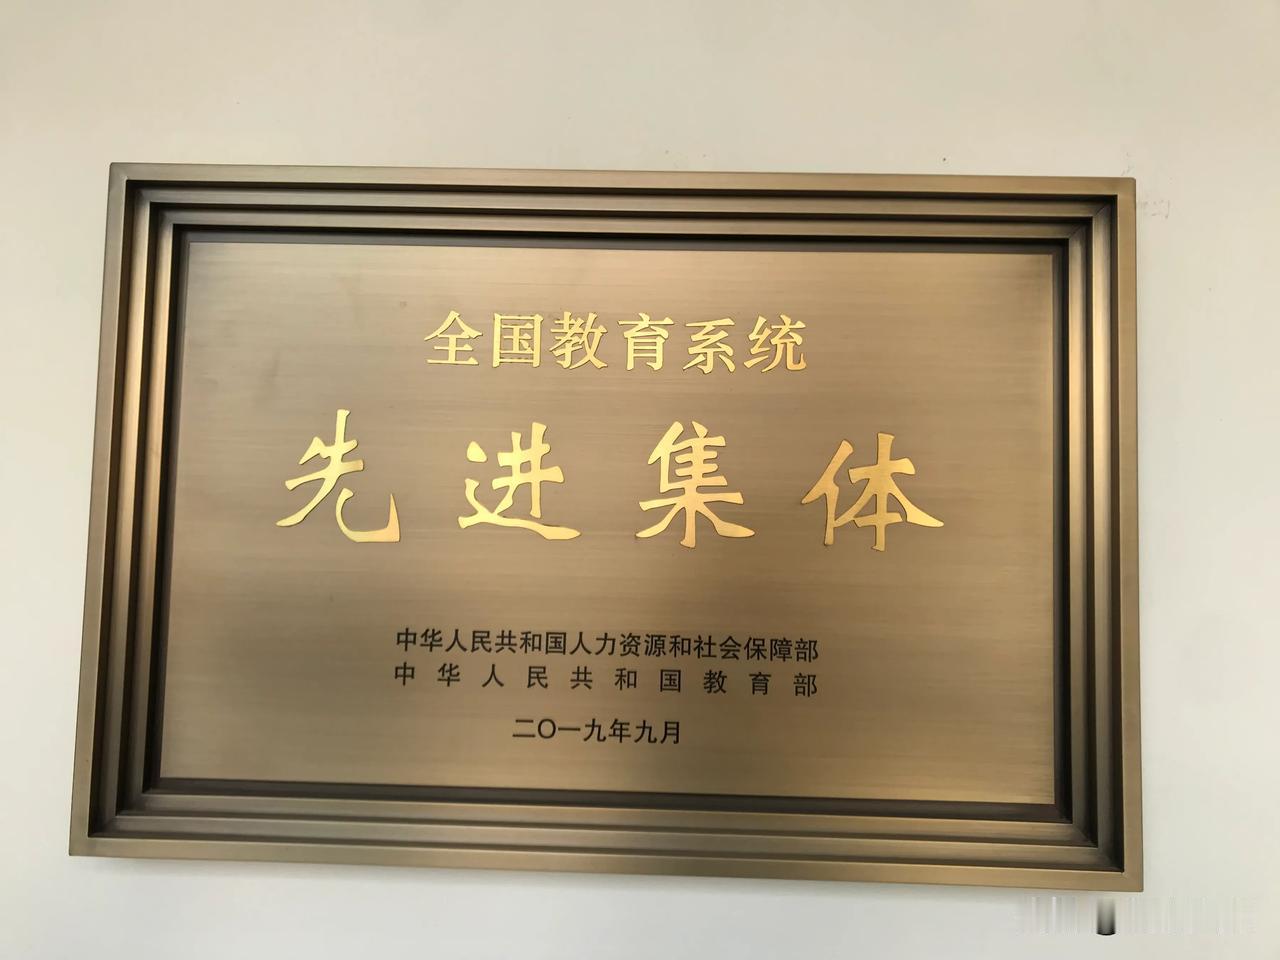 全国教育系统
先进集体
中华人民共和国人力资源和社会保障部
中华人民共和国教育部
二〇一九年九月